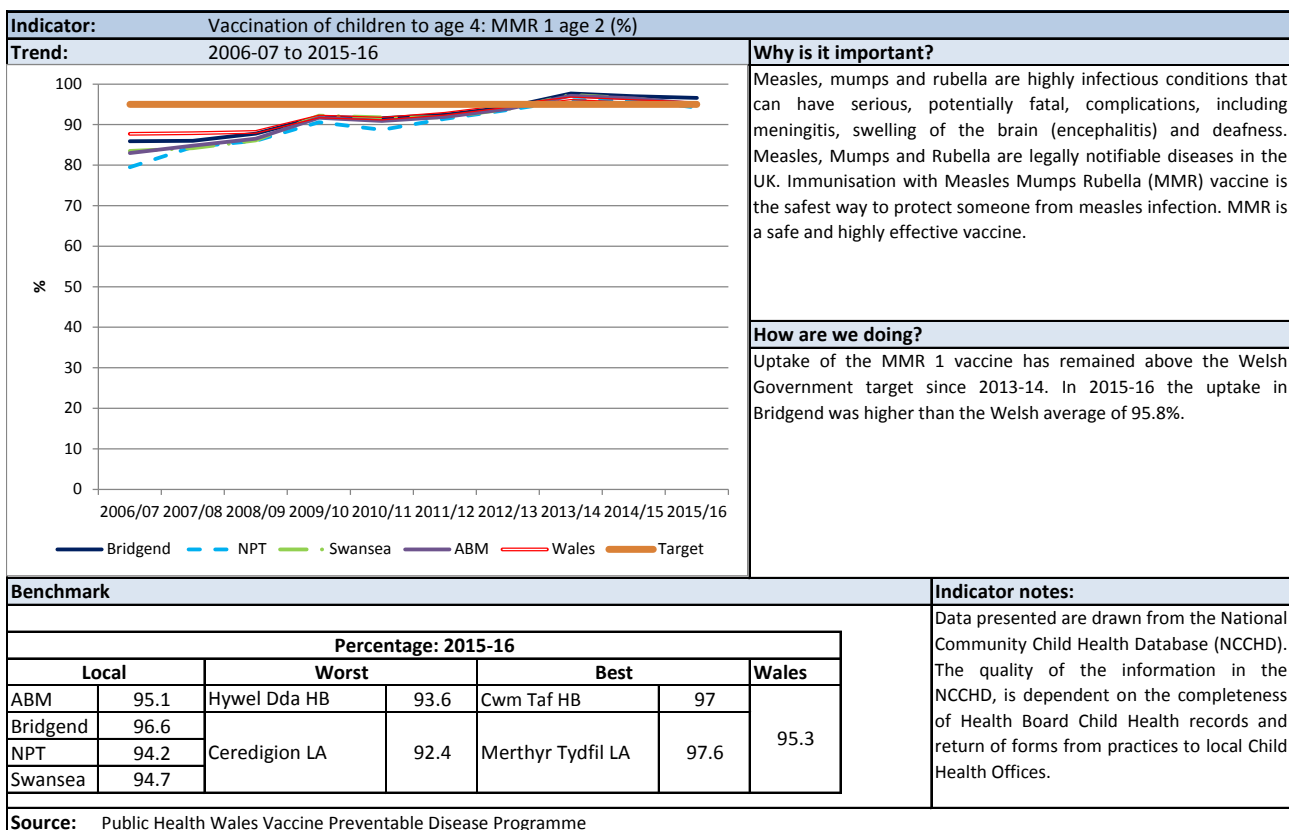 Indicator: Vaccination of children to age 4: MMR 1 age 2 (%)
Trend: 2006-07 to 2015-16
100
90
80
70
60
50
40
30
20
10
0
%
2006/07 2007/08 2008/09 2009/10 2010/11 2011/12 2012/13 2013/14 2014/15 2015/16
Bridgend NPT Swansea ABM Wales Target
Why is it important?
Measles, mumps and rubella are highly infectious conditions that
can have serious, potentially fatal, complications, including
meningitis, swelling of the brain (encephalitis) and deafness.
Measles, Mumps and Rubella are legally notifiable diseases in the
UK. Immunisation with Measles Mumps Rubella (MMR) vaccine is
the safest way to protect someone from measles infection. MMR is
a safe and highly effective vaccine.
How are we doing?
Uptake of the MMR 1 vaccine has remained above the Welsh
Government target since 2013-14. In 2015-16 the uptake in
Bridgend was higher than the Welsh average of 95.8%.
Benchmark
Percentage: 2015-16
Local Worst Best Wales
ABM 95.1 Hywel Dda HB 93.6 Cwm Taf HB 97
Bridgend 96.6
NPT 94.2 Ceredigion LA 92.4 Merthyr Tydfil LA 97.6 95.3
Swansea 94.7
Indicator notes:
Data presented are drawn from the National
Community Child Health Database (NCCHD).
The quality of the information in the
NCCHD, is dependent on the completeness
of Health Board Child Health records and
return of forms from practices to local Child
Health Offices.
Source: Public Health Wales Vaccine Preventable Disease Programme